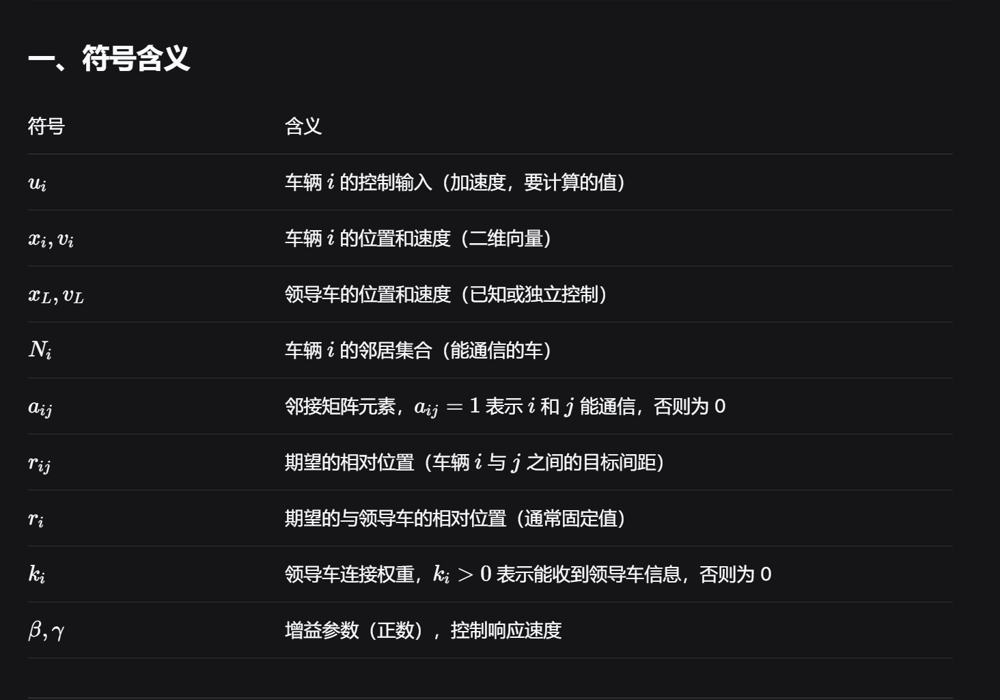 一、符号含义
符号 含义
u_i 车辆 i 的控制输入（加速度，要计算的值）
x_i, v_i 车辆 i 的位置和速度（二维向量）
x_L, v_L 领导车的位置和速度（已知或独立控制）
N_i 车辆 i 的邻居集合（能通信的车）
a_{ij} 邻接矩阵元素，a_{ij} = 1 表示 i 和 j 能通信，否则为 0
r_{ij} 期望的相对位置（车辆 i 与 j 之间的目标间距）
r_i 期望的与领导车的相对位置（通常固定值）
k_i 领导车连接权重，k_i > 0 表示能收到领导车信息，否则为 0
β, γ 增益参数（正数），控制响应速度